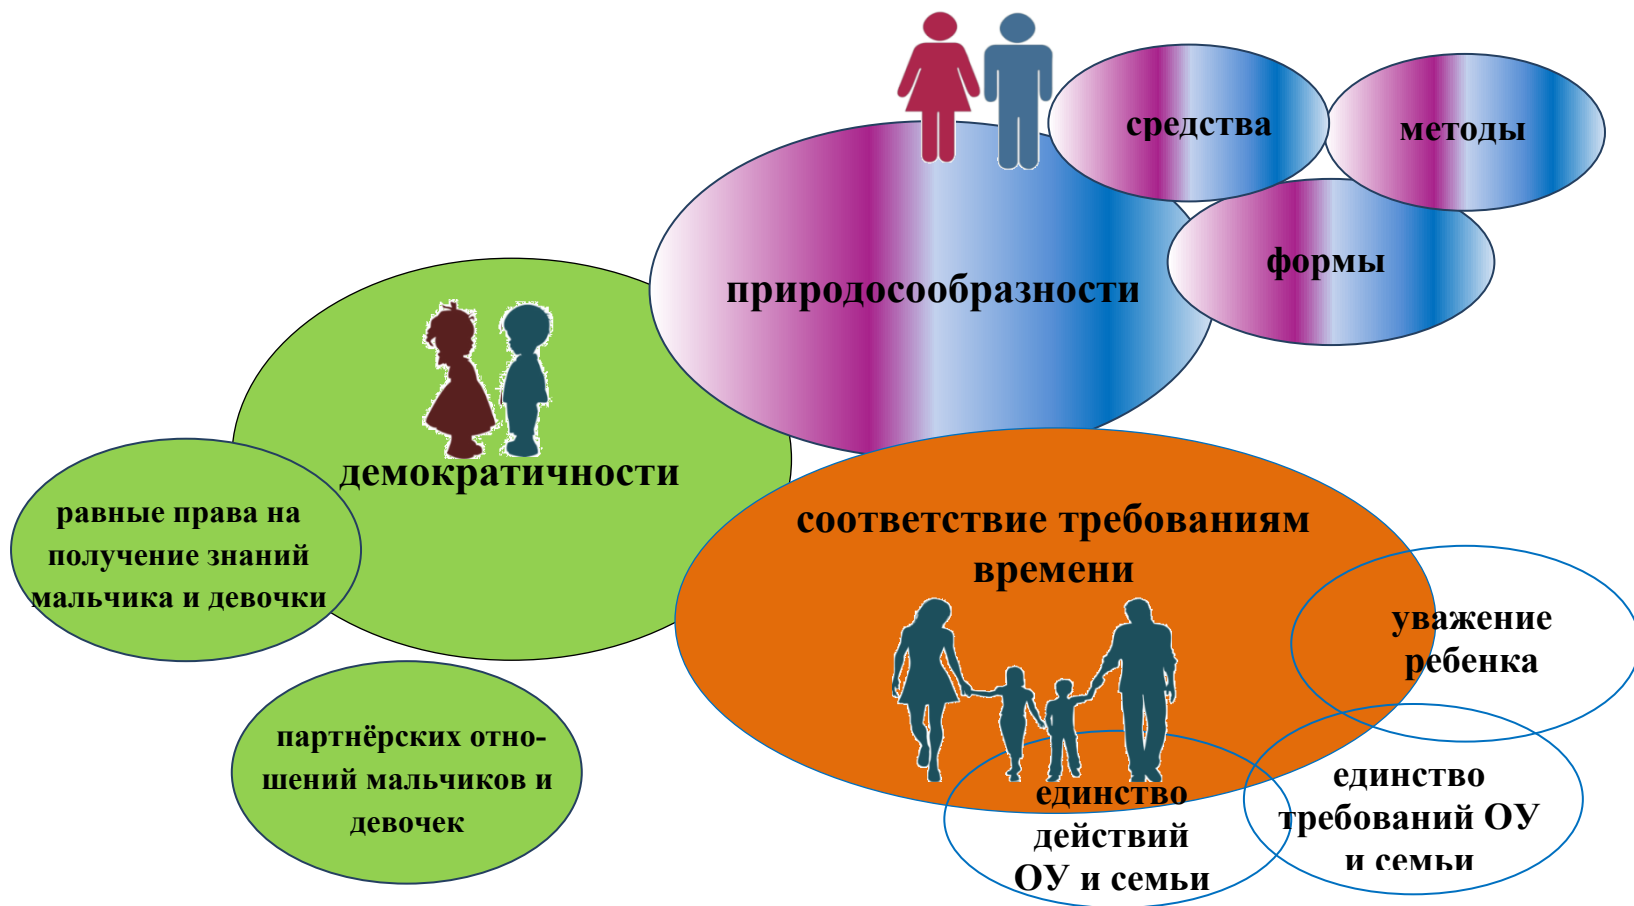 средства
методы
формы
природосообразности
демократичности
равные права на
получение знаний
мальчика и девочки
партнёрских отно-
шений мальчиков и
девочек
соответствие требованиям
времени
уважение
ребенка
единство
действий
ОУ и семьи
единство
требований ОУ
и семьи